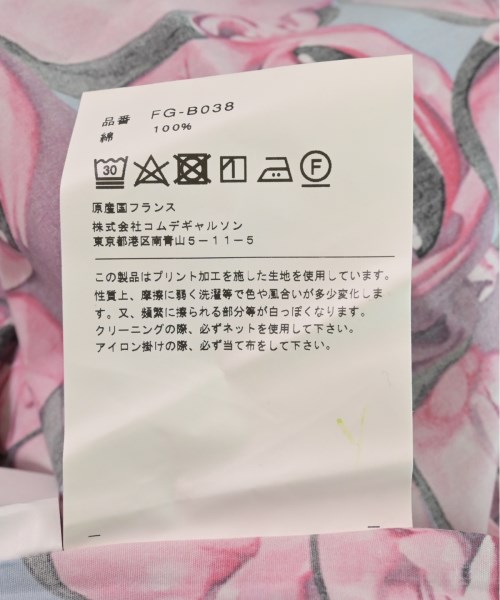 品番 FG-B038
綿 100%
30 F
原産国フランス
株式会社コムデギャルソン
東京都港区南青山5-11-5
この製品はプリント加工を施した生地を使用しています。
性質上、摩擦に弱く洗濯等で色や風合いが多少変化しま
す。又、頻繁に擦られる部分等が白っぽくなります。
クリーニングの際、必ずネットを使用して下さい。
アイロン掛けの際、必ず当て布をして下さい。